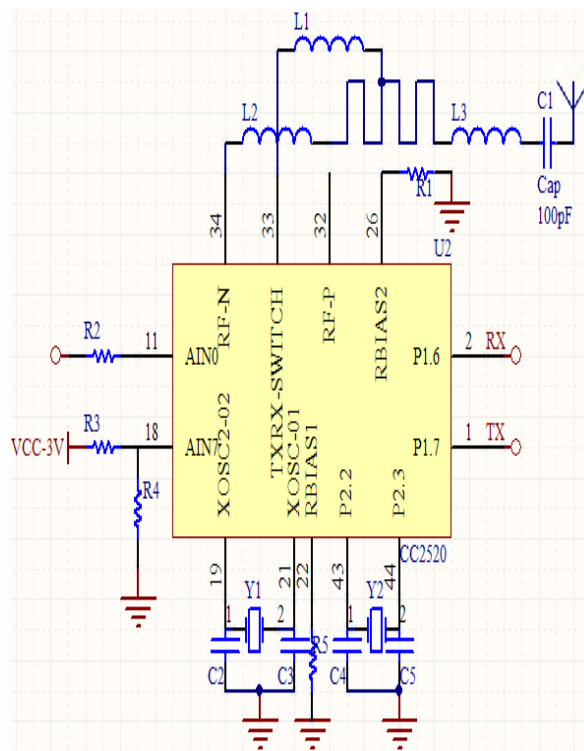 L1
C1
L2
L3
R1
Cap
100pF
34
33
32
26
U2
RF-N
TXRX-SWITCH
RF-P
RBIAS2
R2
11
AIN0
P1.6
2
RX
R3
VCC-3V
18
AIN7
P1.7
1
TX
R4
XOSC2-02
XOSC-01
RBIAS1
P2.2
P2.3
CC2520
19
21
22
43
44
1
Y1
2
1
Y2
2
R5
C2
C3
C4
C5